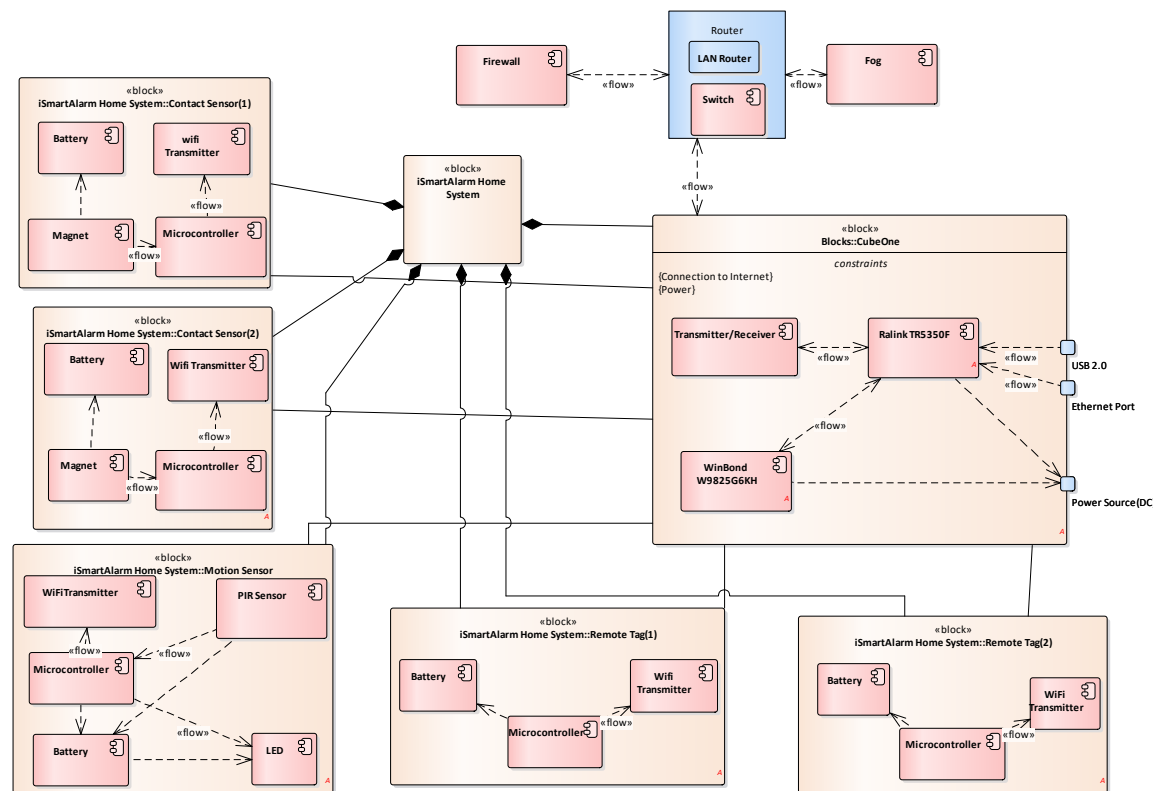 Router
LAN Router
Switch
Firewall
«flow»
«flow»
Fog
«flow»
«block»
iSmartAlarm Home System::Contact Sensor(1)
Battery
wifi
Transmitter
«flow»
Magnet
«flow»
Microcontroller
«block»
iSmartAlarm Home
System
«block»
Blocks::CubeOne
constraints
{Connection to Internet}
{Power}
Transmitter/Receiver
«flow»
Ralink TR5350F
A
«flow»
USB 2.0
«flow»
Ethernet Port
«flow»
WinBond
W9825G6KH
A
Power Source(DC
A
«block»
iSmartAlarm Home System::Contact Sensor(2)
Battery
Wifi Transmitter
«flow»
Magnet
«flow»
Microcontroller
A
«block»
iSmartAlarm Home System::Motion Sensor
WiFiTransmitter
PIR Sensor
«flow»
«flow»
Microcontroller
«flow»
Battery
LED
A
«block»
iSmartAlarm Home System::Remote Tag(1)
Battery
Wifi
Transmitter
«flow»
Microcontroller
A
«block»
iSmartAlarm Home System::Remote Tag(2)
Battery
WiFi
Transmitter
«flow»
Microcontroller
A